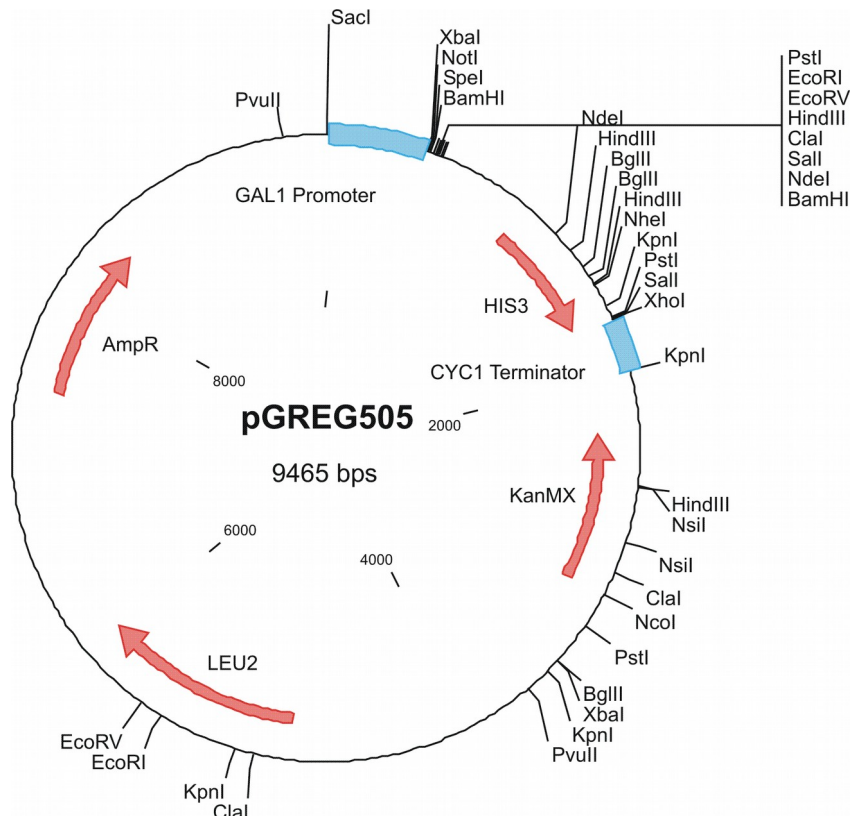 SacI
XbaI
NotI
SpeI
BamHI
PstI
EcoRI
EcoRV
HindIII
ClaI
SalI
NdeI
BamHI
PvuII
NdeI
HindIII
BglII
BglII
HindIII
NheI
KpnI
PstI
SalI
XhoI
GAL1 Promoter
HIS3
AmpR
CYC1 Terminator
KpnI
8000
pGREG505
2000
9465 bps
KanMX
HindIII
NsiI
6000
4000
NsiI
ClaI
NcoI
PstI
LEU2
BglII
XbaI
KpnI
PvuII
EcoRV
EcoRI
KpnI
ClaI